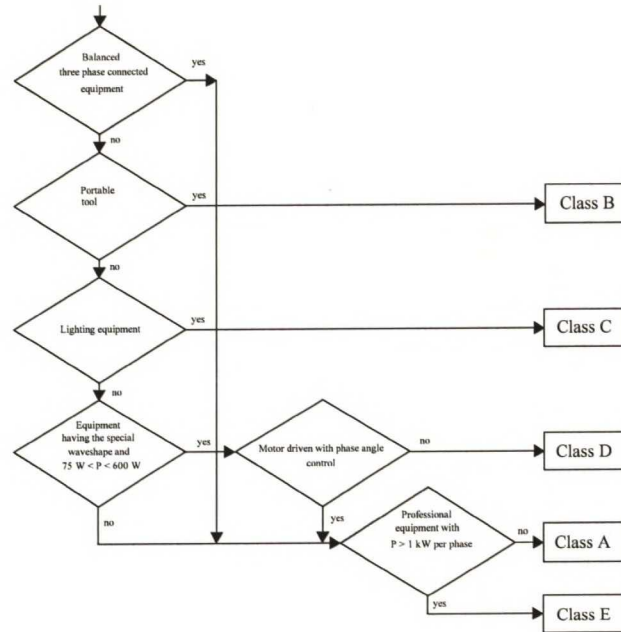 Balanced
three phase connected
equipment
yes
no
Portable
tool
yes
Class B
no
Lighting equipment
yes
Class C
no
Equipment
having the special
waveshape and
75 W < P < 600 W
yes
Motor driven with phase angle
control
no
Class D
no
yes
Professional
equipment with
P > 1 kW per phase
no
Class A
yes
Class E